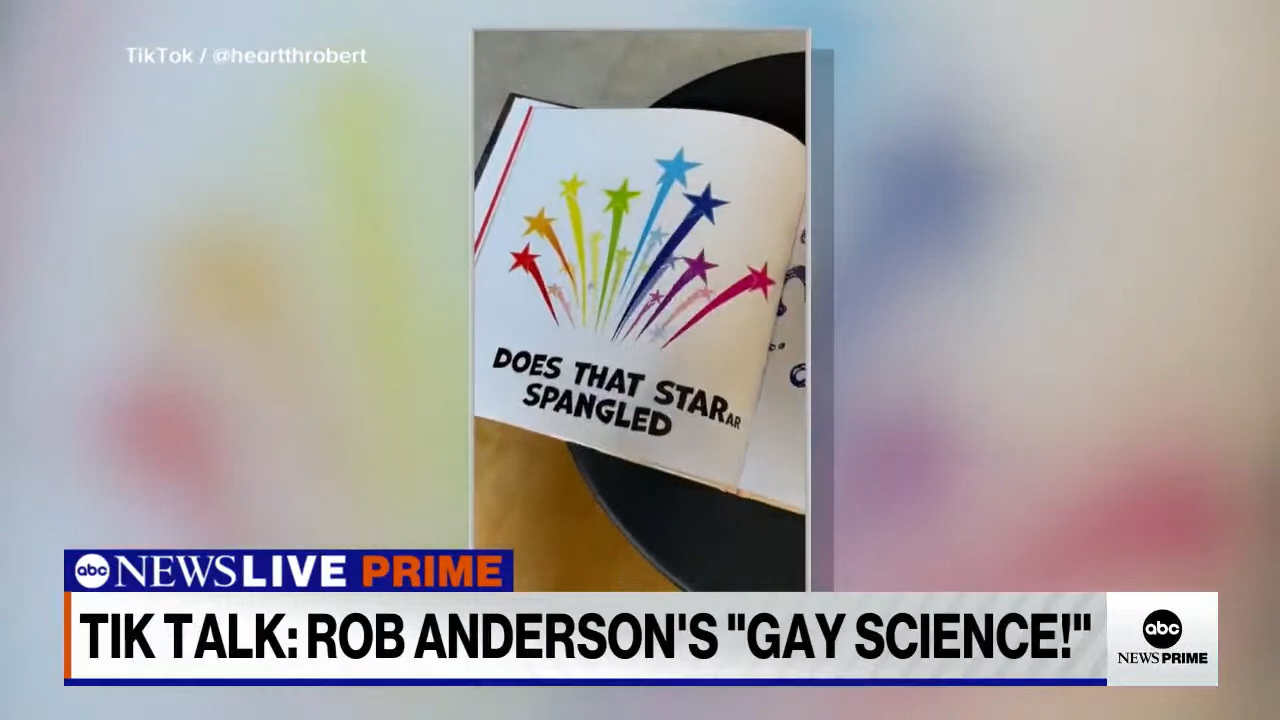 TikTok / @heartthrobert
DOES THAT STARAR
SPANGLED
abc NEWS LIVE PRIME
TIK TALK: ROB ANDERSON'S "GAY SCIENCE!"
abc
NEWS PRIME